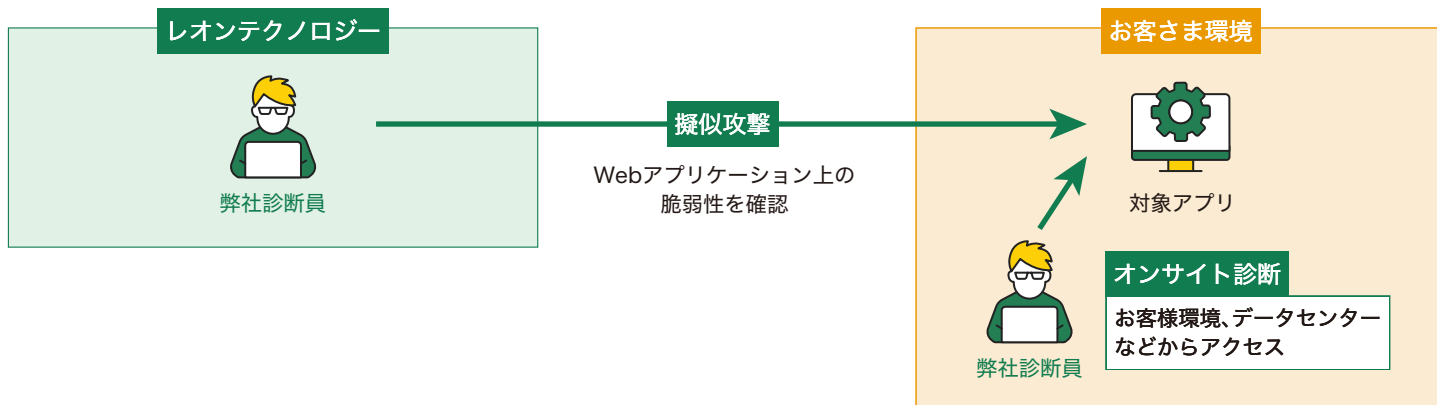 レオンテクノロジー
お客さま環境
擬似攻撃
Webアプリケーション上の
脆弱性を確認
弊社診断員
対象アプリ
オンサイト診断
お客様環境、データセンター
などからアクセス
弊社診断員